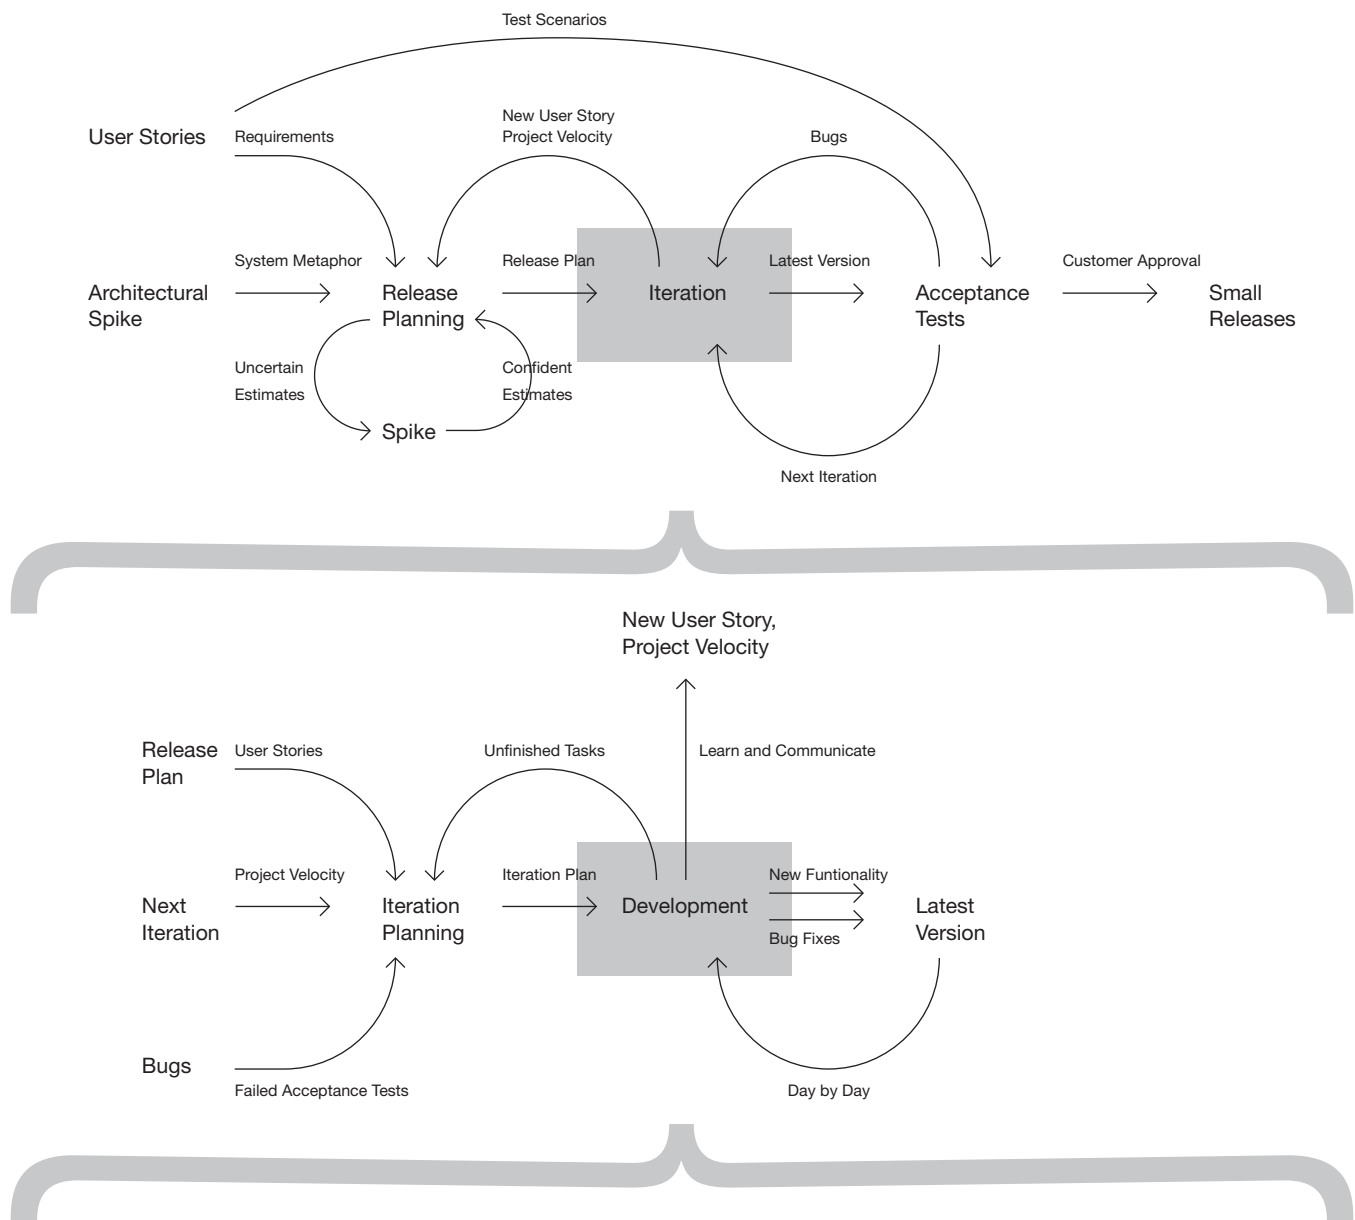 Test Scenarios
User Stories
Requirements
New User Story
Project Velocity
Bugs
System Metaphor
Release Plan
Latest Version
Customer Approval
Architectural
Spike
Release
Planning
Iteration
Acceptance
Tests
Small
Releases
Uncertain
Estimates
Confident
Estimates
Spike
Next Iteration
New User Story,
Project Velocity
Release
Plan
User Stories
Unfinished Tasks
Learn and Communicate
Project Velocity
Iteration Plan
New Funtionality
Next
Iteration
Iteration
Planning
Development
Latest
Version
Bug Fixes
Bugs
Failed Acceptance Tests
Day by Day